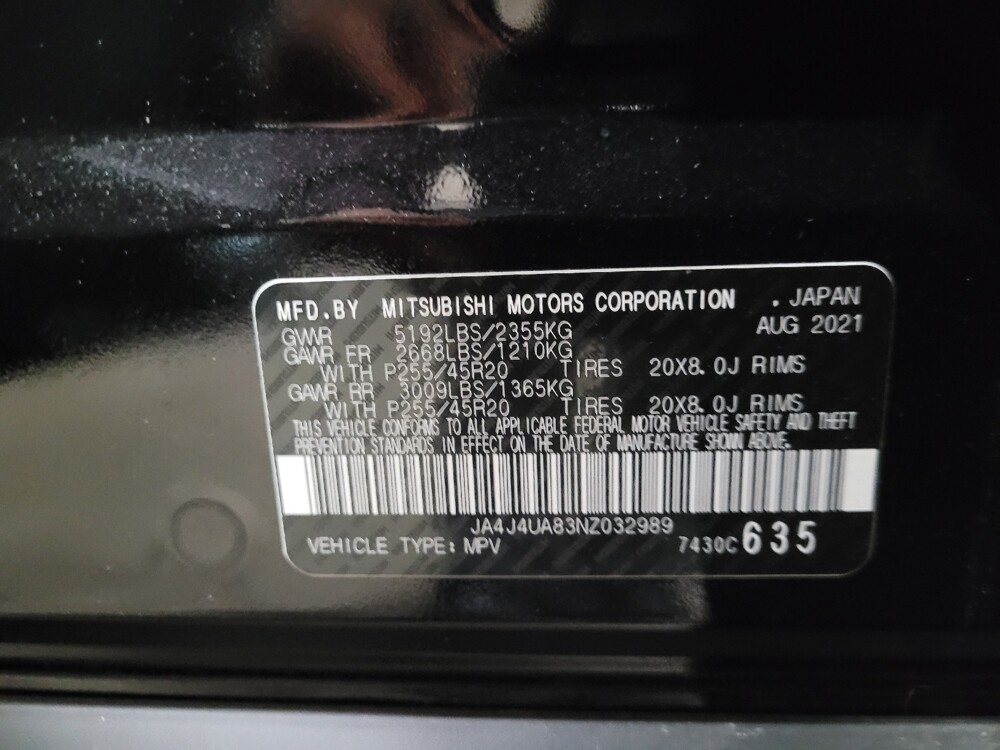 MFD.BY MITSUBISHI MOTORS CORPORATION . JAPAN
AUG 2021
GWR 5192LBS/2355KG
GAWR FR 2668LBS/1210KG
WITH P255/45R20 TIRES 20X8.0J RIMS
GAWR RR 3009LBS/1365KG
WITH P255/45R20 TIRES 20X8.0J RIMS
THIS VEHICLE CONFORMS TO ALL APPLICABLE FEDERAL MOTOR VEHICLE SAFETY AND THEFT
PREVENTION STANDARDS IN EFFECT ON THE DATE OF MANUFACTURE SHOWN ABOVE.
JA4J4UA83NZ032989
VEHICLE TYPE: MPV 7430C635